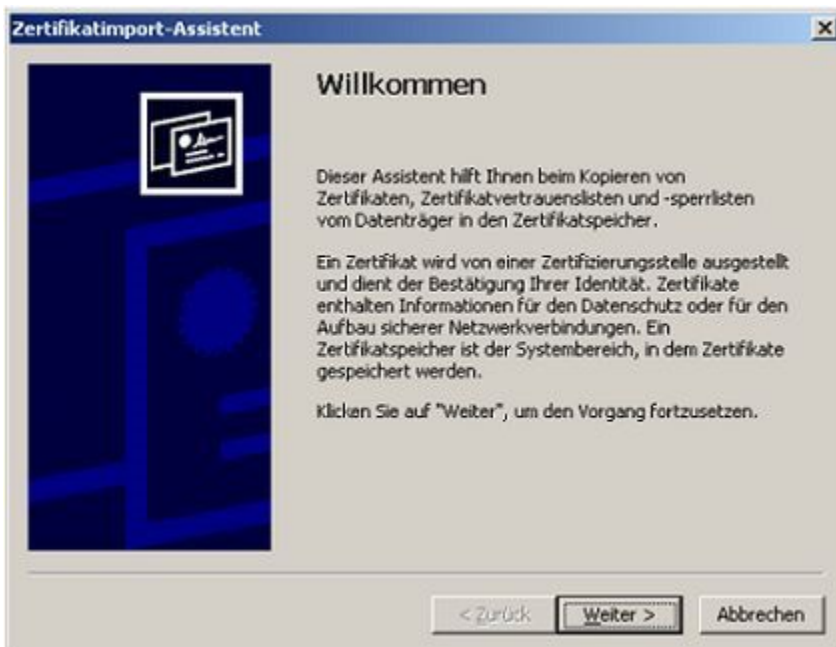 Zertifikatimport-Assistent
Willkommen
Dieser Assistent hilft Ihnen beim Kopieren von
Zertifikaten, Zertifikatvertrauenslisten und -sperrlisten
vom Datenträger in den Zertifikatspeicher.
Ein Zertifikat wird von einer Zertifizierungsstelle ausgestellt
und dient der Bestätigung Ihrer Identität. Zertifikate
enthalten Informationen für den Datenschutz oder für den
Aufbau sicherer Netzwerkverbindungen. Ein
Zertifikatspeicher ist der Systembereich, in dem Zertifikate
gespeichert werden.
Klicken Sie auf "Weiter", um den Vorgang fortzusetzen.
< Zurück Weiter > Abbrechen